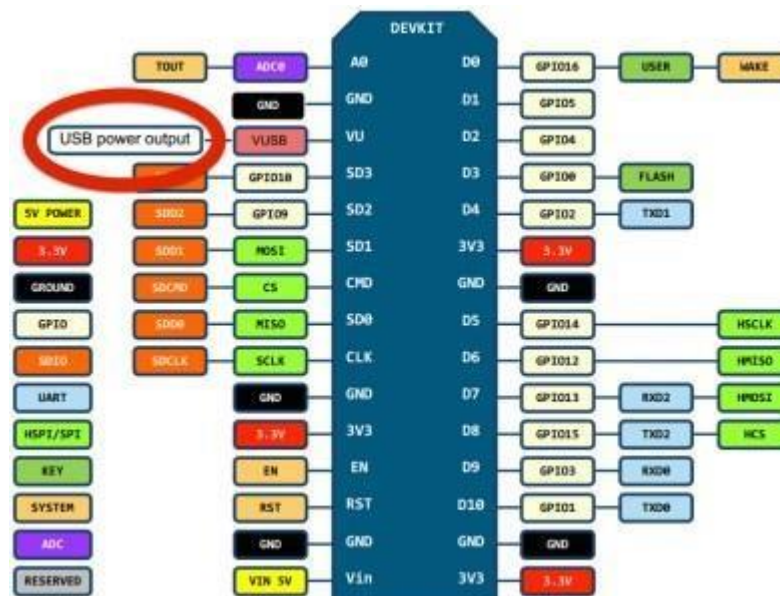 DEVKIT
TOUT ADC0 A0 D0 GPIO16 USER WAKE
GND GND D1 GPIO5
USB power output VUSB VU D2 GPIO4
GPIO10 SD3 D3 GPIO0 FLASH
5V POWER SDD2 GPIO9 SD2 D4 GPIO2 TXD1
3.3V SDD1 MOSI SD1 3V3 3.3V
GROUND SDCMD CS CMD GND GND
GPIO SDD0 MISO SD0 D5 GPIO14 HSCLK
SDIO SDCLK SCLK CLK D6 GPIO12 HMISO
UART GND GND D7 GPIO13 RXD2 HMOSI
HSPI/SPI 3.3V 3V3 D8 GPIO15 TXD2 HCS
KEY EN EN D9 GPIO3 RXD0
SYSTEM RST RST D10 GPIO1 TXD0
ADC GND GND GND GND
RESERVED VIN 5V Vin 3V3 3.3V